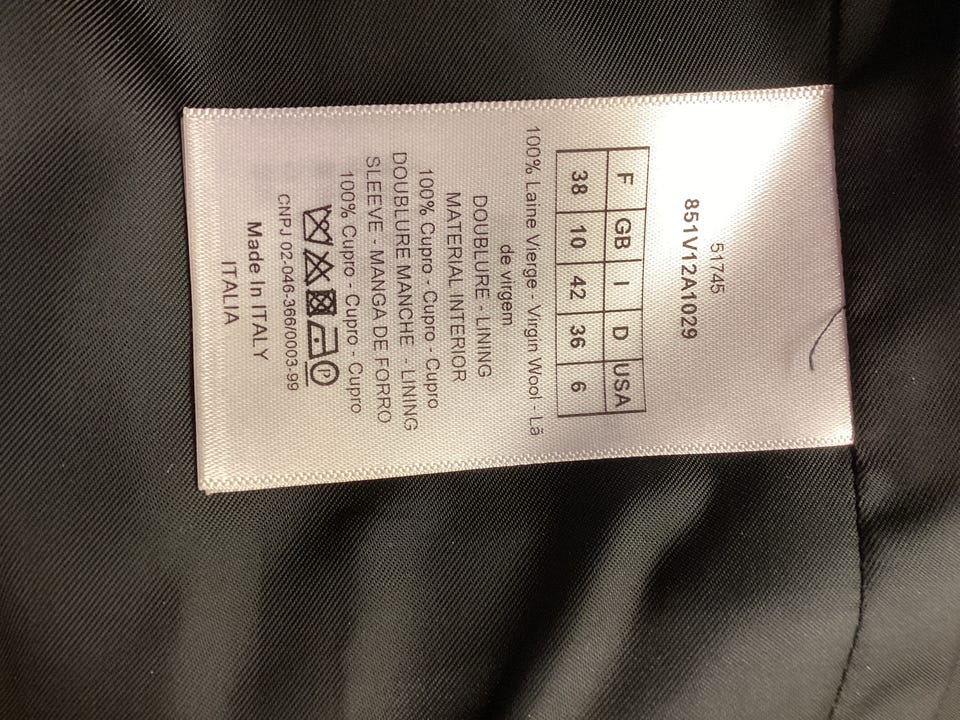 51745
851V12A1029
F GB I D USA
38 10 42 36 6
100% Laine Vierge - Virgin Wool - Lã
de virgem
DOUBLURE - LINING
MATERIAL INTERIOR
100% Cupro - Cupro - Cupro
DOUBLURE MANCHE - LINING
SLEEVE - MANGA DE FORRO
100% Cupro - Cupro - Cupro
P
CNPJ 02-046-366/0003-99
Made In ITALY
ITALIA